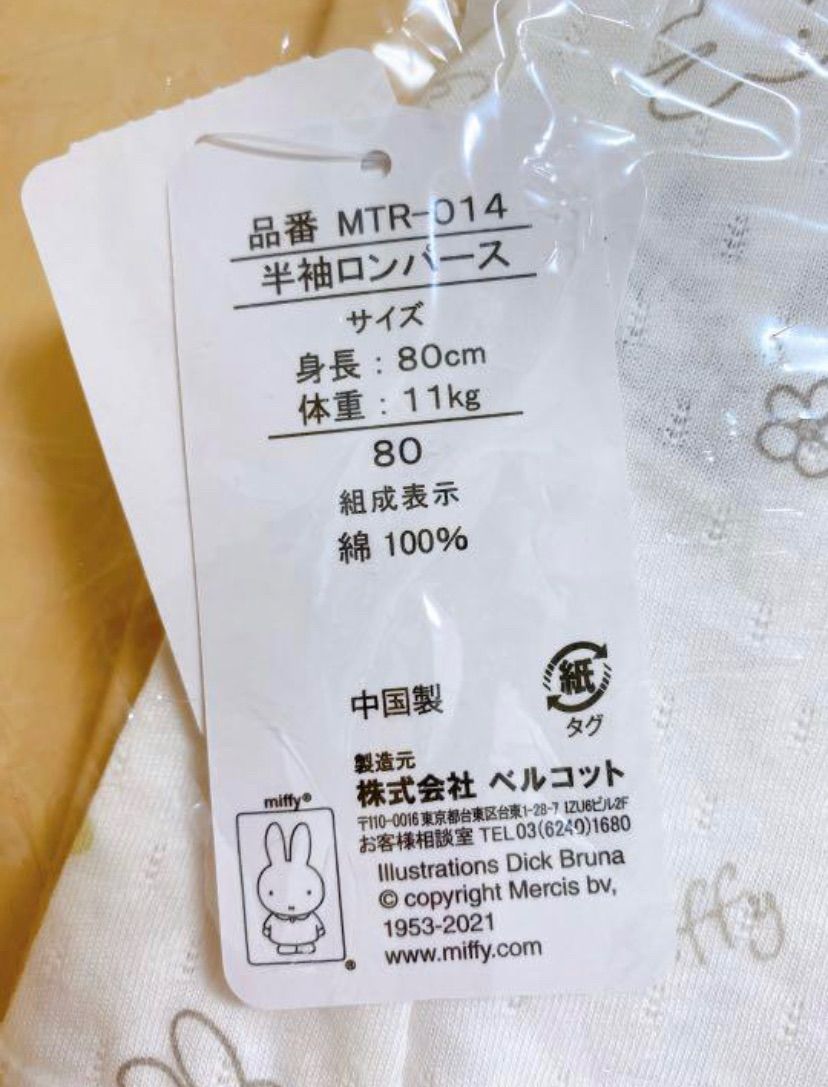 品番 MTR-014
半袖ロンパース
サイズ
身長：80cm
体重：11kg
80
組成表示
綿 100%
中国製
紙
タグ
製造元
株式会社 ベルコット
〒110-0016 東京都台東区台東1-28-7 IZU6ビル2F
お客様相談室 TEL03(6240)1680
miffy®
®
Illustrations Dick Bruna
© copyright Mercis bv,
1953-2021
www.miffy.com
ffy